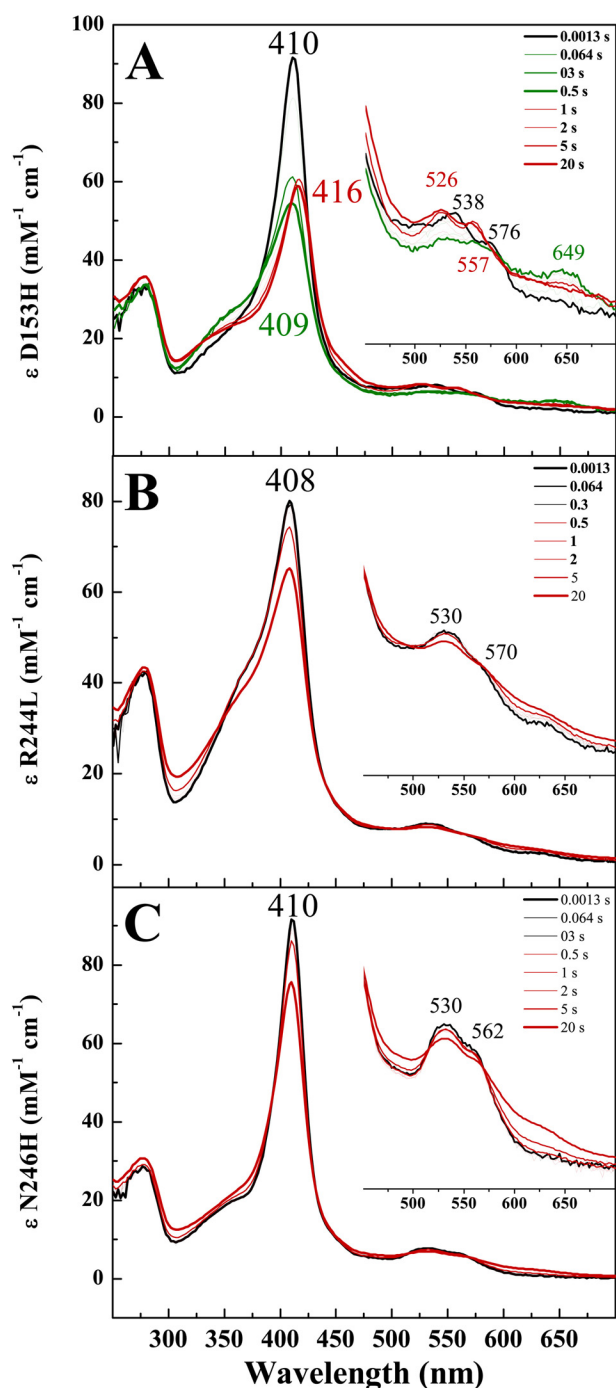 100
80
60
40
20
0
ε D153H (mM⁻¹ cm⁻¹)
A
410
416
409
0.0013 s
0.064 s
03 s
0.5 s
1 s
2 s
5 s
20 s
526
538
576
557
649
500 550 600 650
80
60
40
20
0
ε R244L (mM⁻¹ cm⁻¹)
B
408
0.0013
0.064
0.3
0.5
1
2
5
20
530
570
500 550 600 650
80
60
40
20
0
ε N246H (mM⁻¹ cm⁻¹)
C
410
0.0013 s
0.064 s
03 s
0.5 s
1 s
2 s
5 s
20 s
530
562
500 550 600 650
300 350 400 450 500 550 600 650
Wavelength (nm)